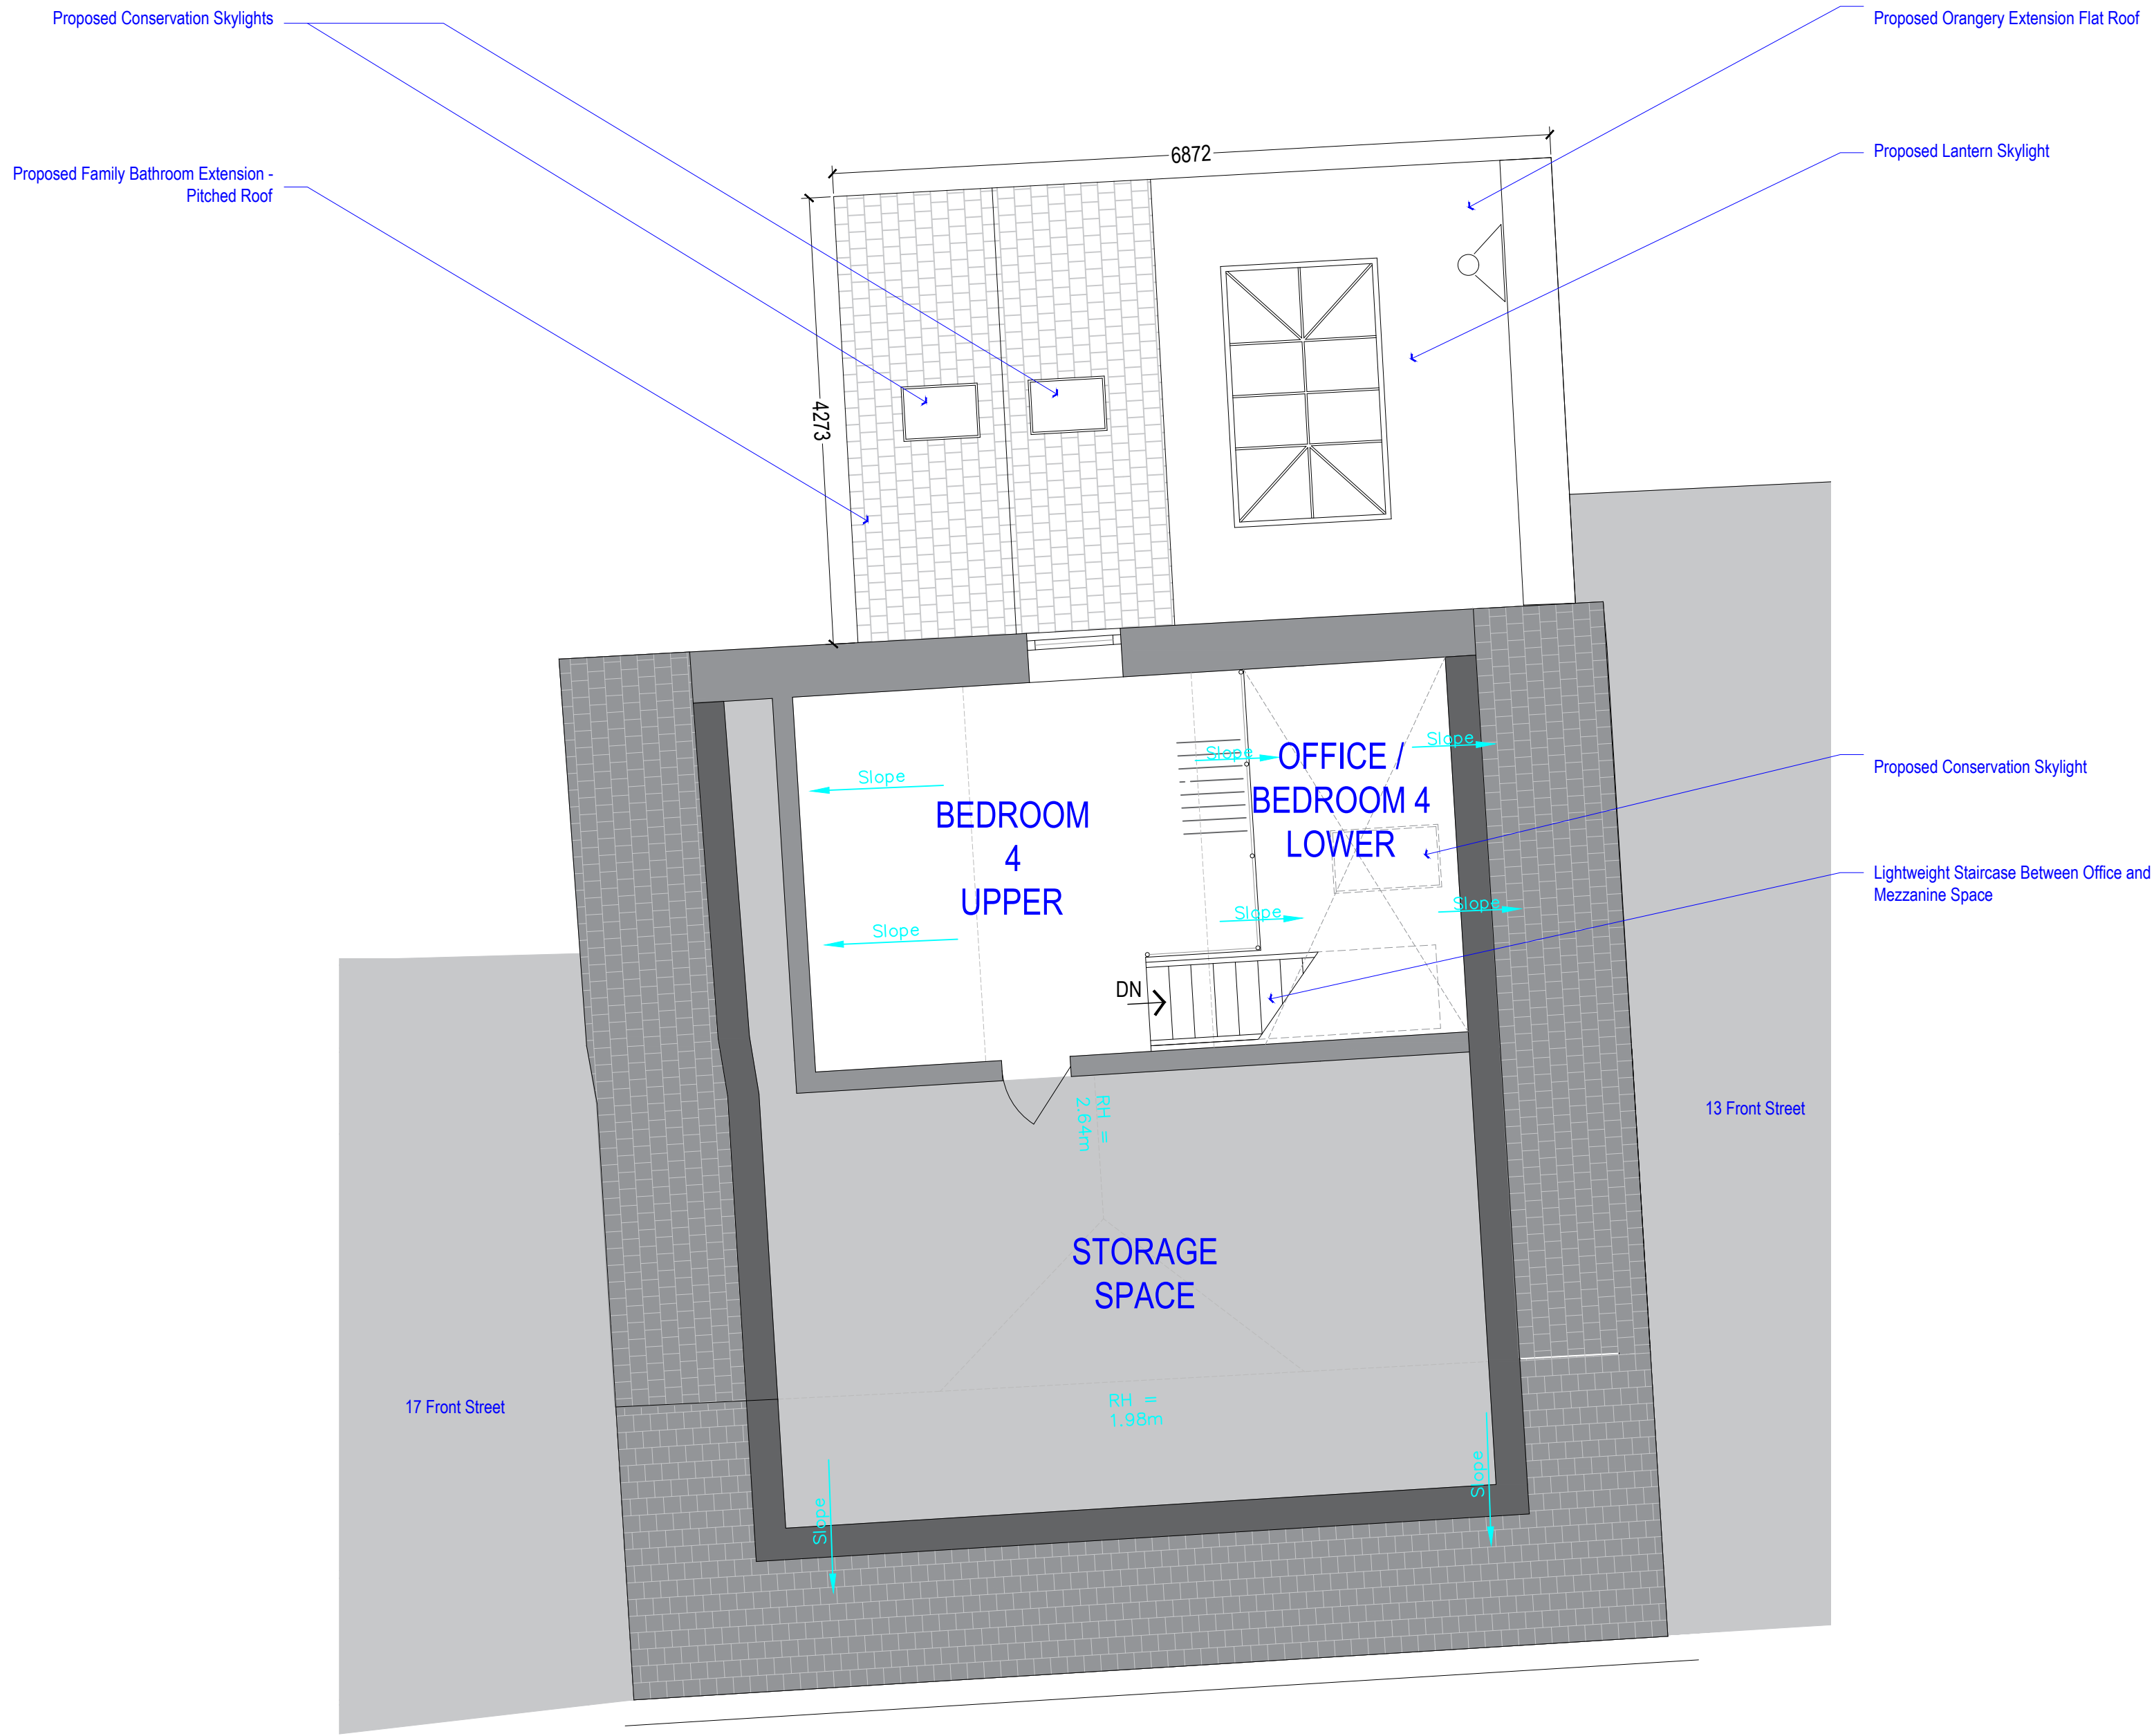 Proposed Conservation Skylights
Proposed Orangery Extension Flat Roof
6872
Proposed Lantern Skylight
Proposed Family Bathroom Extension -
Pitched Roof
4273
Slope
Slope
Slope
OFFICE /
BEDROOM 4
LOWER
Proposed Conservation Skylight
BEDROOM
4
UPPER
Lightweight Staircase Between Office and
Mezzanine Space
Slope
Slope
Slope
DN
RH =
2.64m
13 Front Street
STORAGE
SPACE
RH =
1.98m
17 Front Street
Slope
Slope